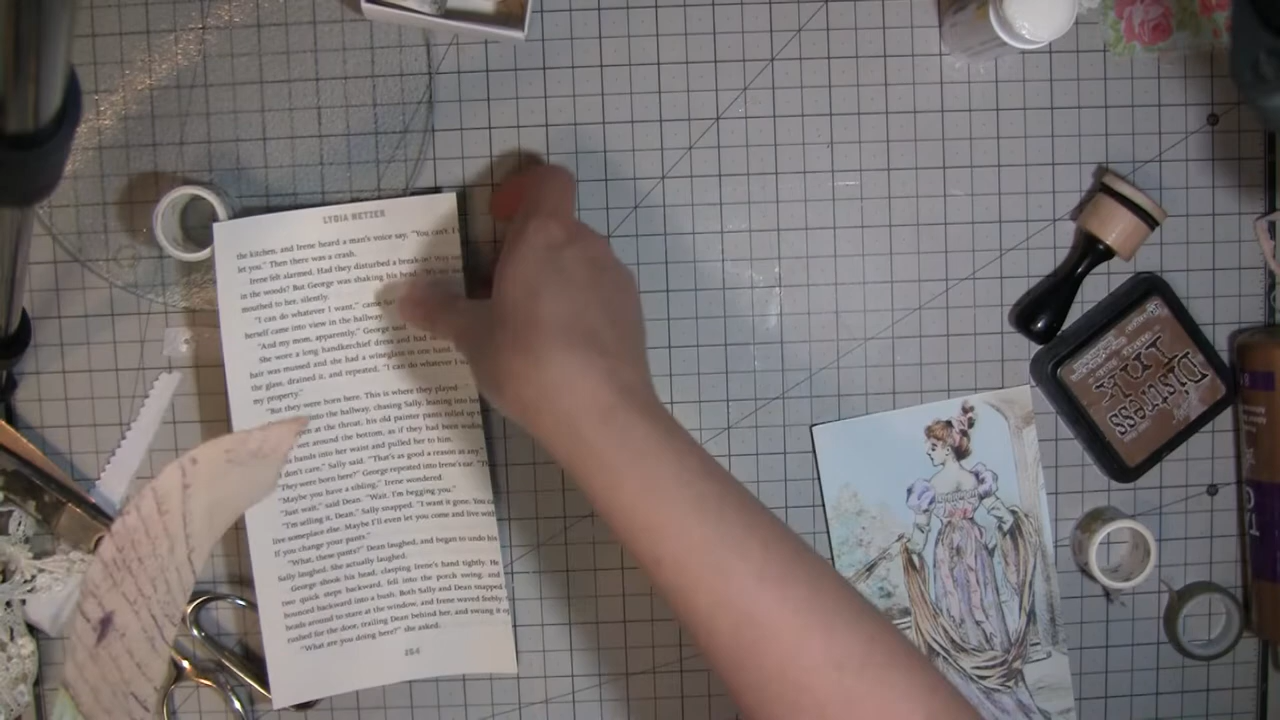 LYDIA NETZER
the kitchen, and Irene heard a man's voice say, "You can't. I
let you." Then there was a crash.
Irene felt alarmed. Had they disturbed a break
in the woods? But George was shaking his head. "It's my
mouthed to her, silently.
"I can do whatever I want," came
herself came into view in the hallway.
"And my mom, apparently," George said.
She wore a long handkerchief dress and had
hair was mussed and she had a wineglass in one hand.
the glass, drained it, and repeated, "I can do whatever I
my property."
"But they were born here. This is where they played
into the hallway, chasing Sally, leaning into
open at the throat, his old painter pants rolled up
wet around the bottom, as if they had been
hands into her waist and pulled her to him.
I don't care," Sally said. "That's as good a reason as any."
"They were born here?" George repeated into Irene's ear.
"Maybe you have a sibling," Irene wondered.
"Just wait," said Dean. "Wait. I'm begging you."
"I'm selling it, Dean," Sally snapped. "I want it gone. You
live someplace else. Maybe I'll even let you come and live with
if you change your pants."
"What, these pants?" Dean laughed, and began to undo his
Sally laughed. She actually laughed.
George shook his head, clasping Irene's hand tightly. He
two quick steps backward, fell into the porch swing, and
bounced backward into a bush. Both Sally and Dean snapped
heads around to stare at the window, and Irene waved feebly.
rushed for the door, trailing Dean behind her, and swung it
"What are you doing here?" she asked.
254
Distress
Ink